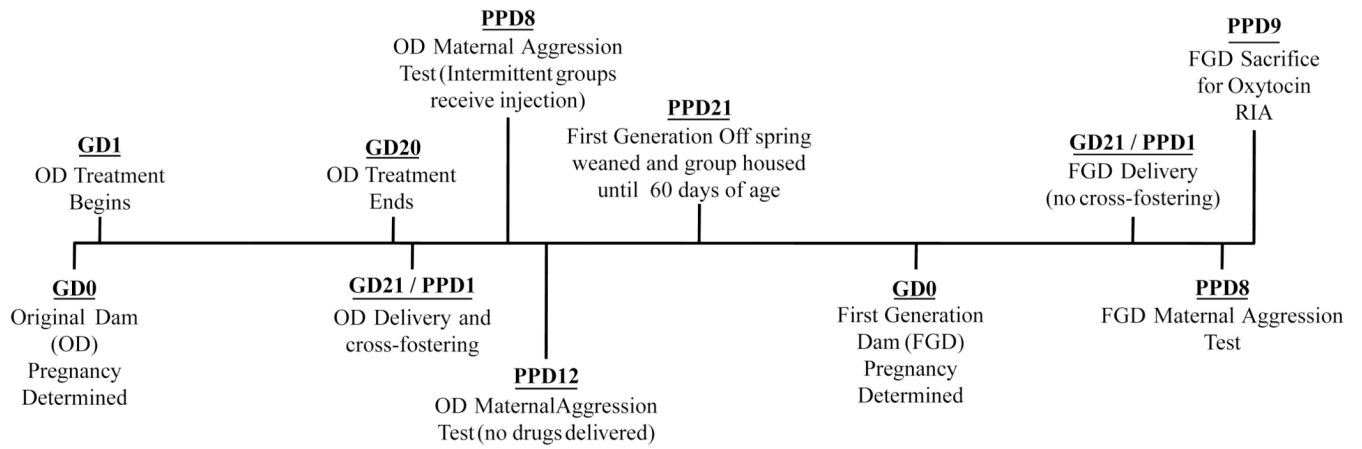 GD0
Original Dam
(OD)
Pregnancy
Determined
GD1
OD Treatment
Begins
GD20
OD Treatment
Ends
GD21 / PPD1
OD Delivery and
cross-fostering
PPD8
OD Maternal Aggression
Test (Intermittent groups
receive injection)
PPD12
OD MaternalAggression
Test (no drugs delivered)
PPD21
First Generation Off spring
weaned and group housed
until 60 days of age
GD0
First Generation
Dam (FGD)
Pregnancy
Determined
GD21 / PPD1
FGD Delivery
(no cross-fostering)
PPD8
FGD Maternal Aggression
Test
PPD9
FGD Sacrifice
for Oxytocin
RIA